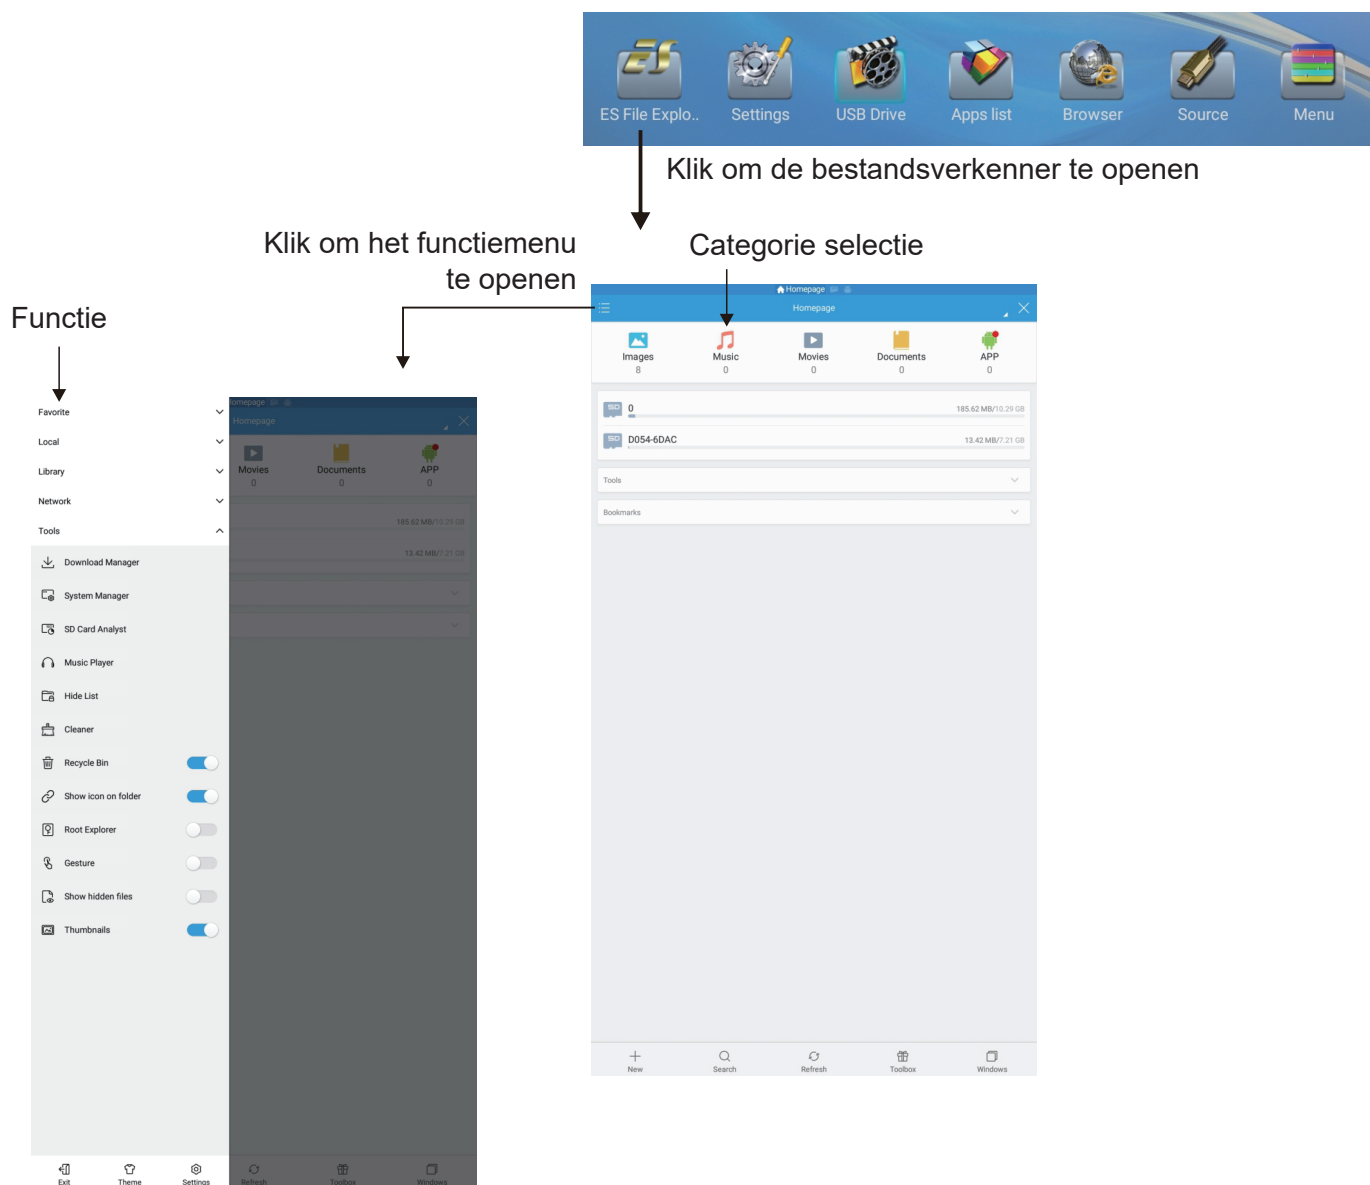 ES File Explo..
Settings
USB Drive
Apps list
Browser
Source
Menu
Klik om de bestandsverkenner te openen
Klik om het functiemenu
te openen
Categorie selectie
Functie
Homepage
Homepage
Images
Music
Movies
Documents
APP
8
0
0
0
0
0
185.62 MB/10.29 GB
D054-6DAC
13.42 MB/7.21 GB
Tools
Bookmarks
New
Search
Refresh
Toolbox
Windows
Favorite
Local
Library
Network
Tools
Download Manager
System Manager
SD Card Analyst
Music Player
Hide List
Cleaner
Recycle Bin
Show icon on folder
Root Explorer
Gesture
Show hidden files
Thumbnails
Exit
Theme
Settings
omepage
Homepage
Movies
Documents
APP
0
0
0
185.62 MB/10.29 GB
13.42 MB/7.21 GB
Refresh
Toolbox
Windows